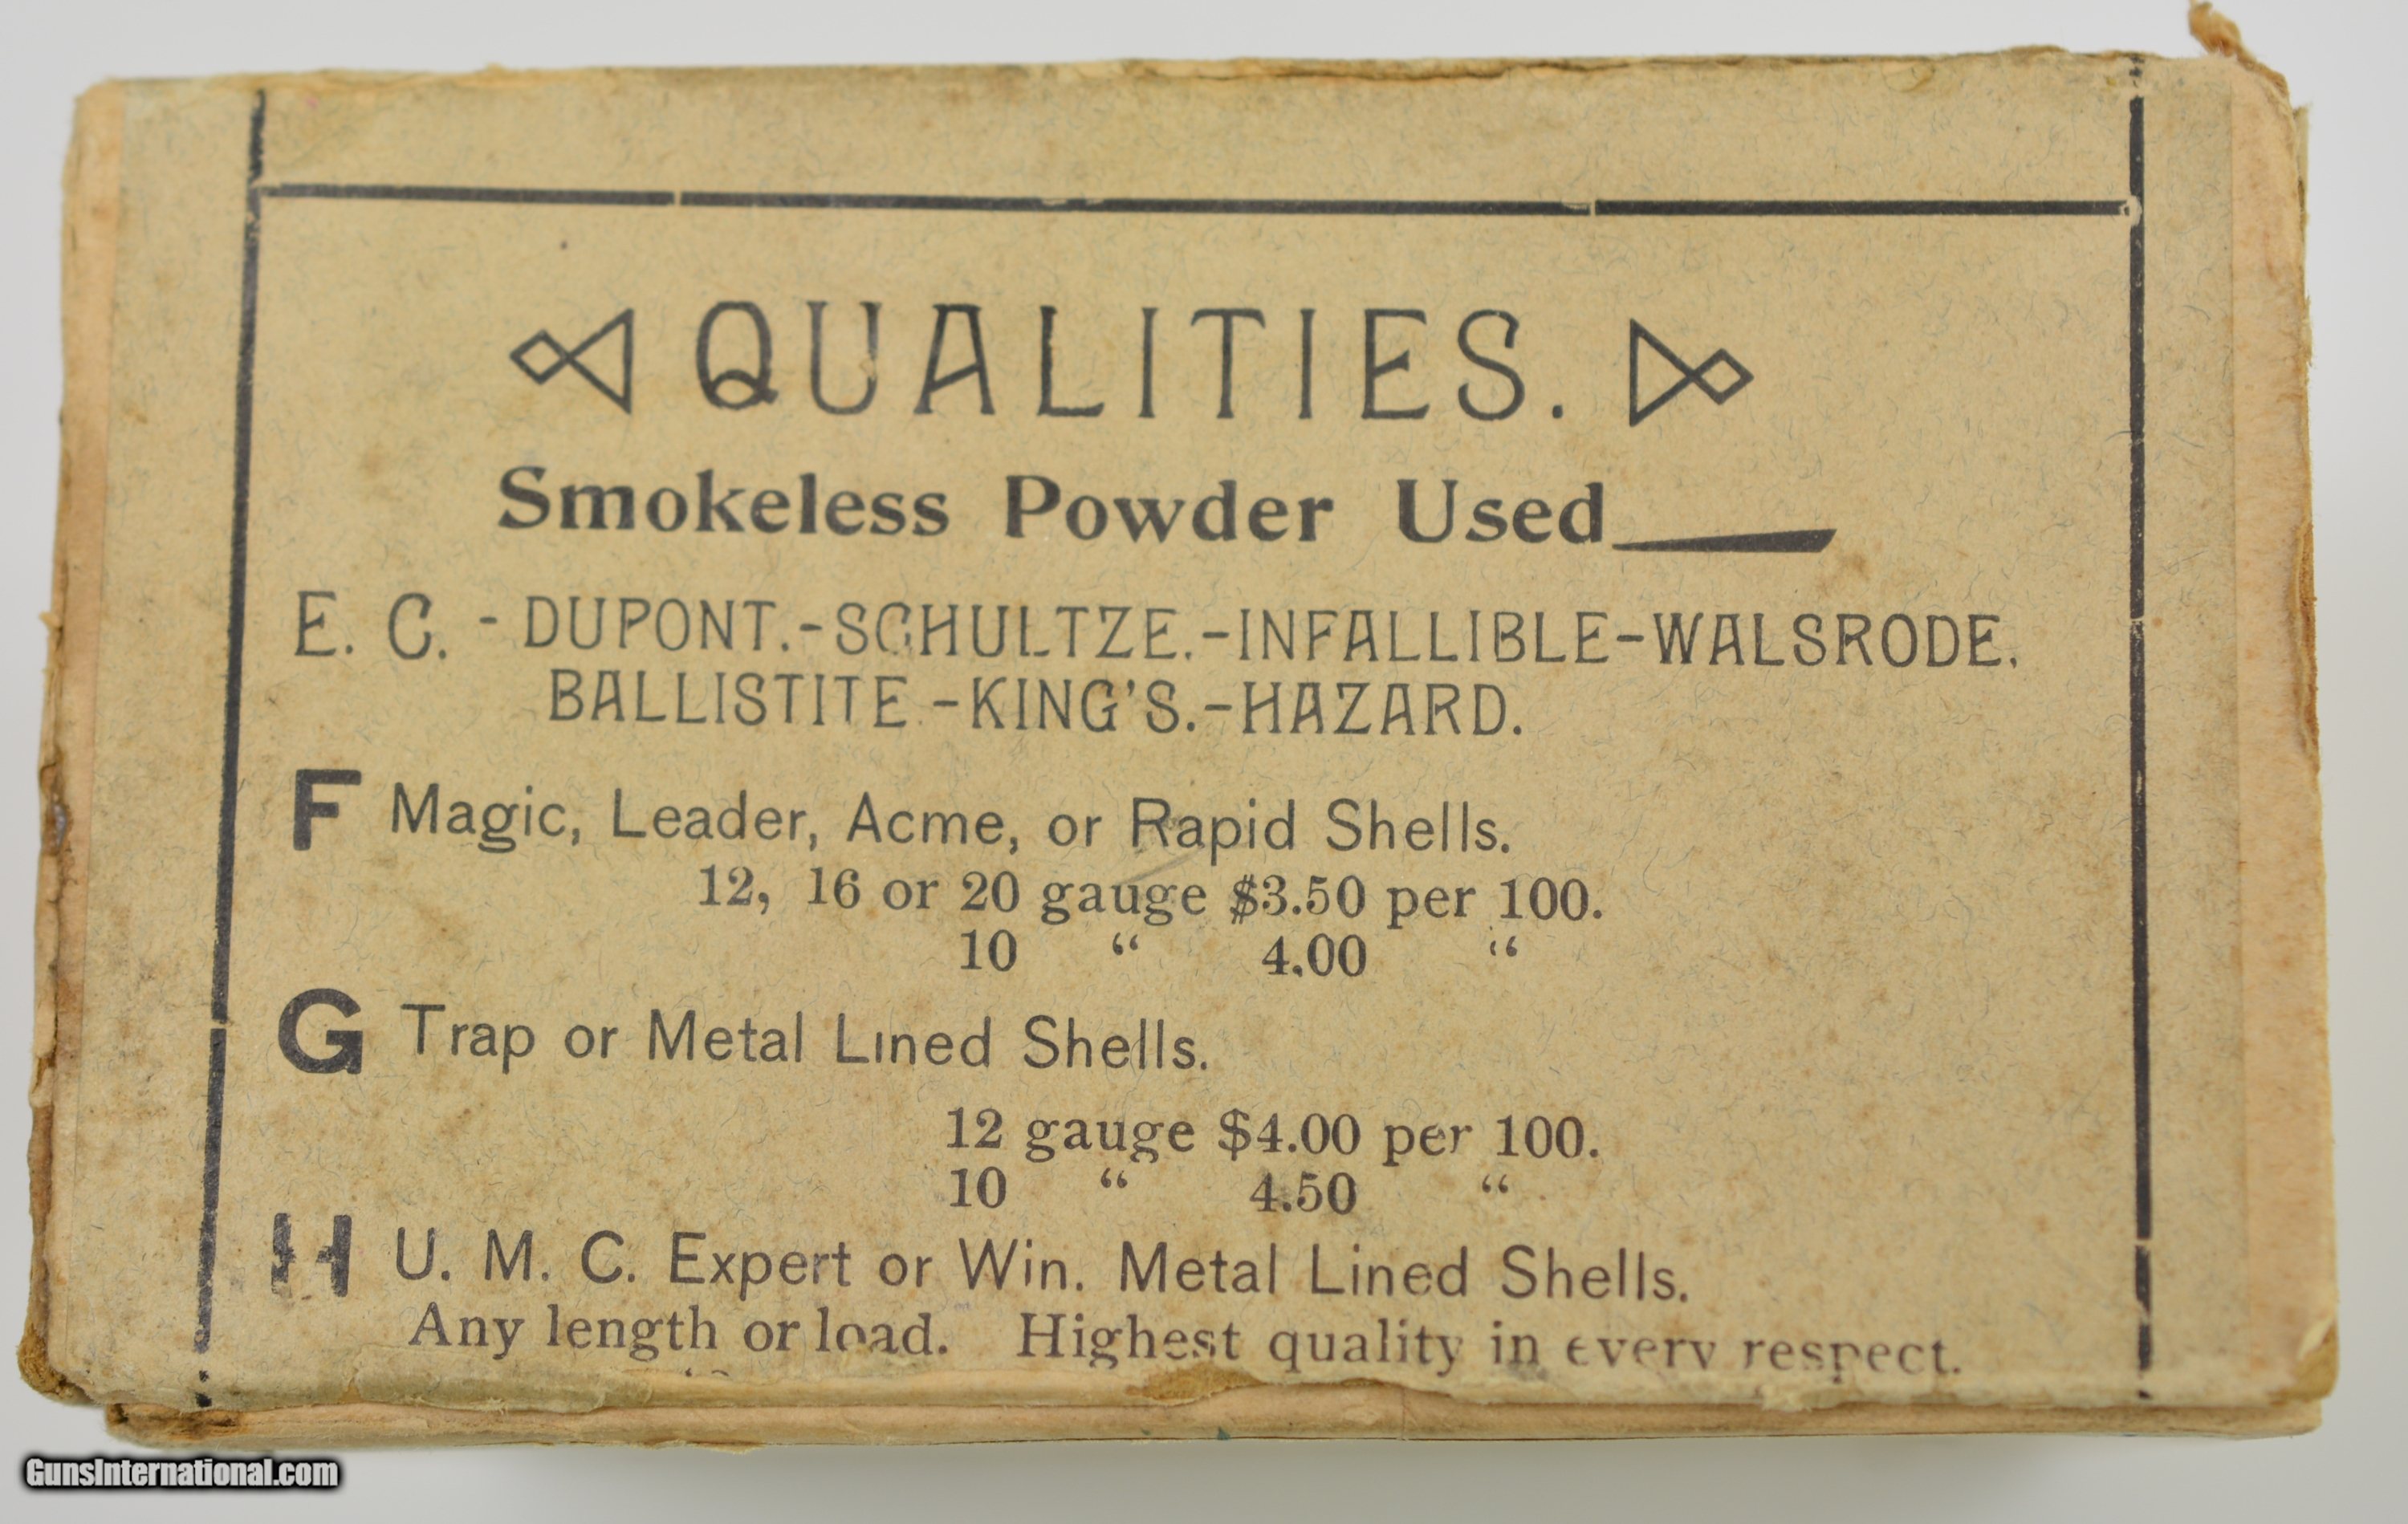 QUALITIES.
Smokeless Powder Used
E. C. - DUPONT.-SCHULTZE.-INFALLIBLE-WALSRODE.
BALLISTITE.-KING'S.-HAZARD.
F Magic, Leader, Acme, or Rapid Shells.
12, 16 or 20 gauge $3.50 per 100.
10 “ 4.00 “
G Trap or Metal Lined Shells.
12 gauge $4.00 per 100.
10 “ 4.50 “
H U. M. C. Expert or Win. Metal Lined Shells.
Any length or load. Highest quality in every respect.
GunsInternational.com